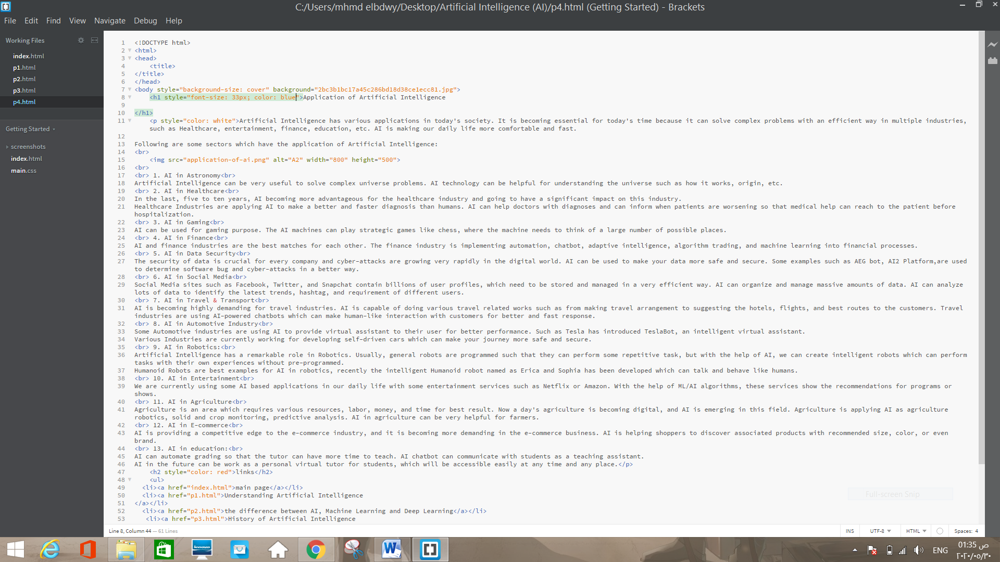 C:/Users/mhmd elbdwy/Desktop/Artificial Intelligence (AI)/p4.html (Getting Started) - Brackets
File Edit Find View Navigate Debug Help
Working Files
index.html
p1.html
p2.html
p3.html
p4.html
Getting Started
screenshots
index.html
main.css
1 <!DOCTYPE html>
2 <html>
3 <head>
4 <title>
5 </title>
6 </head>
7 <body style="background-size: cover" background="2bc3b1bc17a45c286bd18d38ce1ecc81.jpg">
8 <h1 style="font-size: 33px; color: blue">Application of Artificial Intelligence
9
10 </h1>
11 <p style="color: white">Artificial Intelligence has various applications in today's society. It is becoming essential for today's time because it can solve complex problems with an efficient way in multiple industries,
such as Healthcare, entertainment, finance, education, etc. AI is making our daily life more comfortable and fast.
12
13 Following are some sectors which have the application of Artificial Intelligence:
14 <br>
15 <img src="application-of-ai.png" alt="A2" width="800" height="500">
16 <br>
17 <br> 1. AI in Astronomy<br>
18 Artificial Intelligence can be very useful to solve complex universe problems. AI technology can be helpful for understanding the universe such as how it works, origin, etc.
19 <br> 2. AI in Healthcare<br>
20 In the last, five to ten years, AI becoming more advantageous for the healthcare industry and going to have a significant impact on this industry.
21 Healthcare Industries are applying AI to make a better and faster diagnosis than humans. AI can help doctors with diagnoses and can inform when patients are worsening so that medical help can reach to the patient before
hospitalization.
22 <br> 3. AI in Gaming<br>
23 AI can be used for gaming purpose. The AI machines can play strategic games like chess, where the machine needs to think of a large number of possible places.
24 <br> 4. AI in Finance<br>
25 AI and finance industries are the best matches for each other. The finance industry is implementing automation, chatbot, adaptive intelligence, algorithm trading, and machine learning into financial processes.
26 <br> 5. AI in Data Security<br>
27 The security of data is crucial for every company and cyber-attacks are growing very rapidly in the digital world. AI can be used to make your data more safe and secure. Some examples such as AEG bot, AI2 Platform,are used
to determine software bug and cyber-attacks in a better way.
28 <br> 6. AI in Social Media<br>
29 Social Media sites such as Facebook, Twitter, and Snapchat contain billions of user profiles, which need to be stored and managed in a very efficient way. AI can organize and manage massive amounts of data. AI can analyze
lots of data to identify the latest trends, hashtag, and requirement of different users.
30 <br> 7. AI in Travel & Transport<br>
31 AI is becoming highly demanding for travel industries. AI is capable of doing various travel related works such as from making travel arrangement to suggesting the hotels, flights, and best routes to the customers. Travel
industries are using AI-powered chatbots which can make human-like interaction with customers for better and fast response.
32 <br> 8. AI in Automotive Industry<br>
33 Some Automotive industries are using AI to provide virtual assistant to their user for better performance. Such as Tesla has introduced TeslaBot, an intelligent virtual assistant.
34 Various Industries are currently working for developing self-driven cars which can make your journey more safe and secure.
35 <br> 9. AI in Robotics:<br>
36 Artificial Intelligence has a remarkable role in Robotics. Usually, general robots are programmed such that they can perform some repetitive task, but with the help of AI, we can create intelligent robots which can perform
tasks with their own experiences without pre-programmed.
37 Humanoid Robots are best examples for AI in robotics, recently the intelligent Humanoid robot named as Erica and Sophia has been developed which can talk and behave like humans.
38 <br> 10. AI in Entertainment<br>
39 We are currently using some AI based applications in our daily life with some entertainment services such as Netflix or Amazon. With the help of ML/AI algorithms, these services show the recommendations for programs or
shows.
40 <br> 11. AI in Agriculture<br>
41 Agriculture is an area which requires various resources, labor, money, and time for best result. Now a day's agriculture is becoming digital, and AI is emerging in this field. Agriculture is applying AI as agriculture
robotics, solid and crop monitoring, predictive analysis. AI in agriculture can be very helpful for farmers.
42 <br> 12. AI in E-commerce<br>
43 AI is providing a competitive edge to the e-commerce industry, and it is becoming more demanding in the e-commerce business. AI is helping shoppers to discover associated products with recommended size, color, or even
brand.
44 <br> 13. AI in education:<br>
45 AI can automate grading so that the tutor can have more time to teach. AI chatbot can communicate with students as a teaching assistant.
46 AI in the future can be work as a personal virtual tutor for students, which will be accessible easily at any time and any place.</p>
47 <h2 style="color: red">links</h2>
48 <ul>
49 <li><a href="index.html">main page</a></li>
50 <li><a href="p1.html">Understanding Artificial Intelligence
51 </a></li>
52 <li><a href="p2.html">the difference between AI, Machine Learning and Deep Learning</a></li>
53 <li><a href="p3.html">History of Artificial Intelligence
Full-screen Snip
Line 8, Column 44 — 61 Lines
INS UTF-8 HTML Spaces: 4
ENG
01:35 ص
٢٠٢٠/٠٥/٣٠